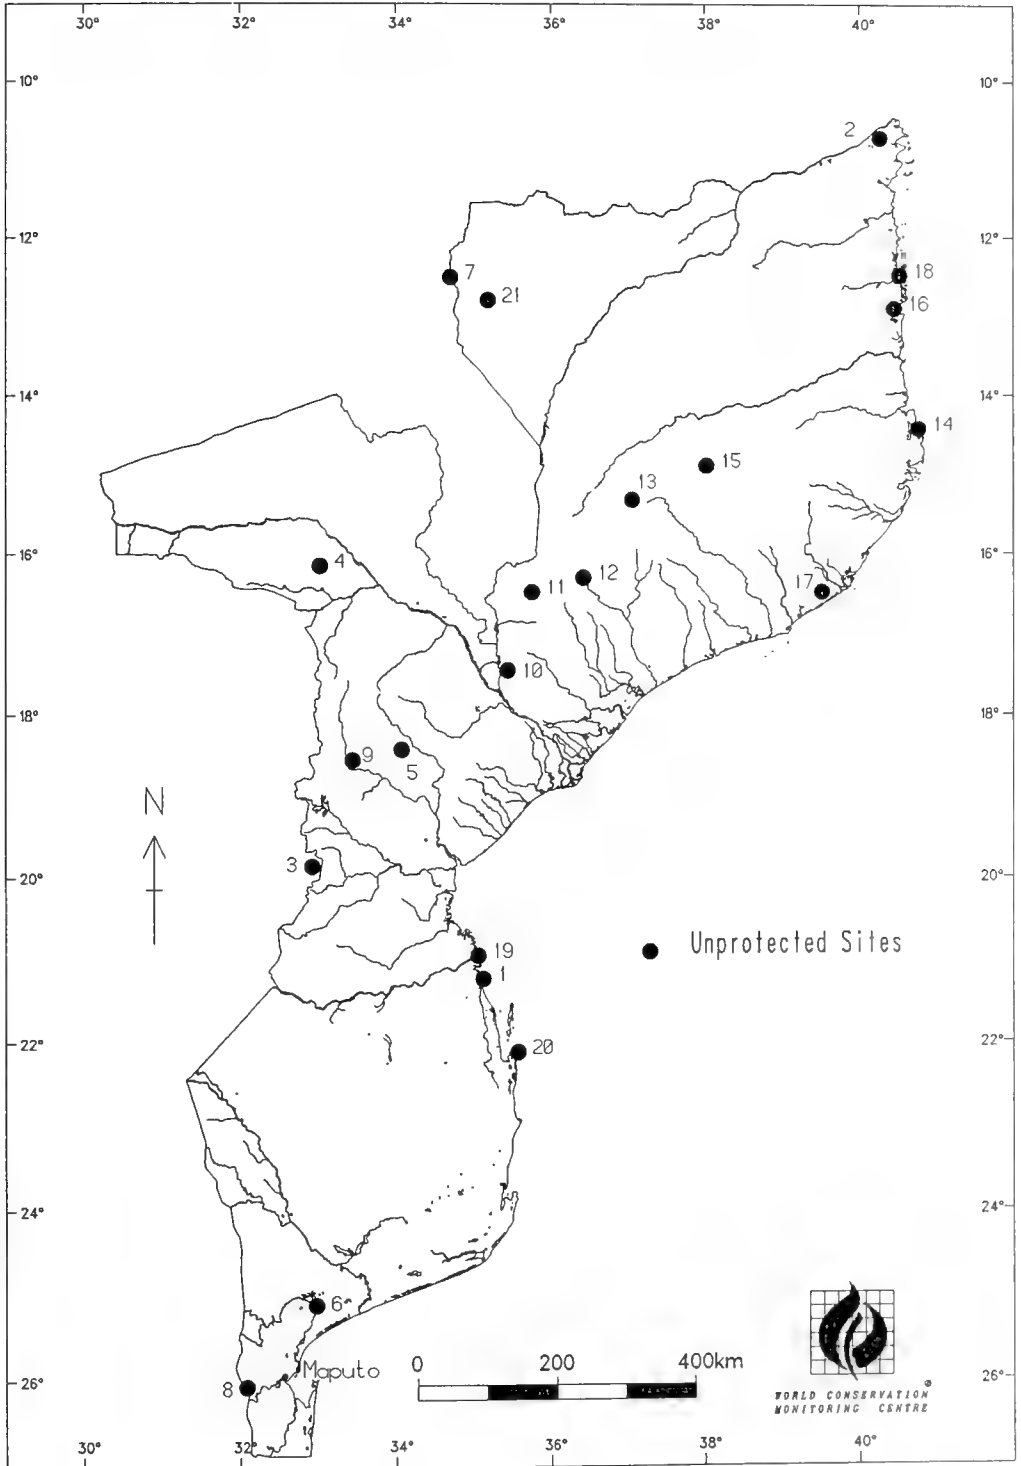 30° 32° 34° 36° 38° 40°
10° 10°
2
12° 12°
7 21 18
16
14° 14°
14
15
13
16° 16°
4 11 12 17
10
18° 18°
9 5
N
3
20° 20°
Unprotected Sites
19
1
22° 22°
20
24° 24°
6
Maputo 0 200 400km
8
26° 26°
WORLD CONSERVATION
MONITORING CENTRE
®
30° 32° 34° 36° 38° 40°